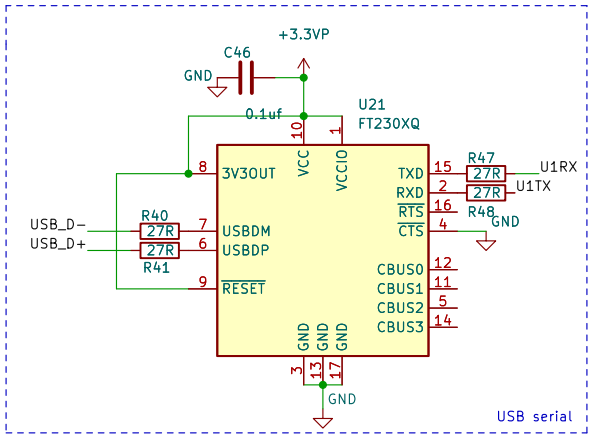 +3.3VP
C46
GND
0.1uf
U21
FT230XQ
10
1
VCC
VCCIO
8
3V3OUT
TXD
15
R47
27R
U1RX
RXD
2
27R
U1TX
R48
RTS
16
GND
CTS
4
USB_D-
R40
27R
7
USBDM
USB_D+
27R
R41
6
USBDP
9
RESET
CBUS0
12
CBUS1
11
CBUS2
5
CBUS3
14
GND
GND
GND
3
13
17
GND
USB serial